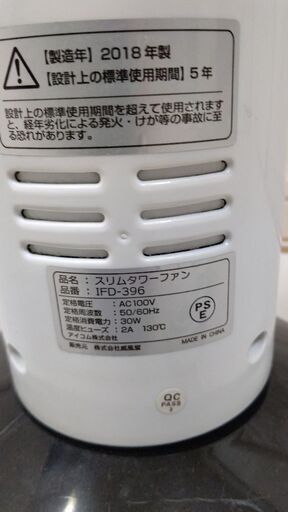 【製造年】2018年製
【設計上の標準使用期間】5年
設計上の標準使用期間を超えて使用されます
と、経年劣化による発火・けが等の事故に至
る恐れがあります。
品名：スリムタワーファン
品番：IFD-396
定格電圧：AC100V
定格周波数：50/60Hz
定格消費電力：30W
温度ヒューズ：2A 130℃
アイコム株式会社
販売元 株式会社威風堂
PS
E
MADE IN CHINA
QC
PASS